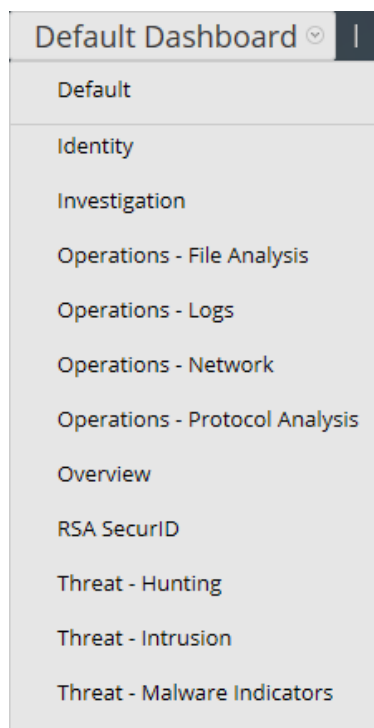 Default Dashboard |
Default
Identity
Investigation
Operations - File Analysis
Operations - Logs
Operations - Network
Operations - Protocol Analysis
Overview
RSA SecurID
Threat - Hunting
Threat - Intrusion
Threat - Malware Indicators